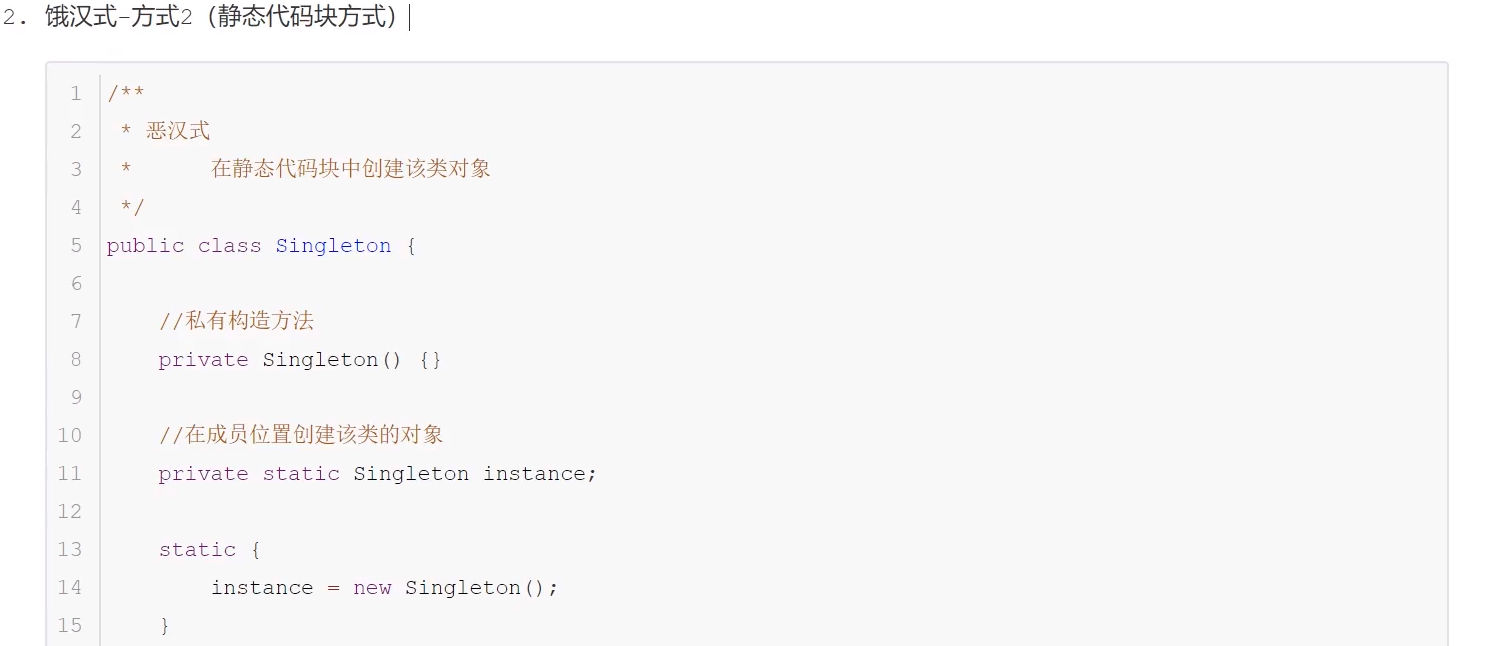 2. 饿汉式-方式2（静态代码块方式）
1 /**
2  * 恶汉式
3  *      在静态代码块中创建该类对象
4  */
5 public class Singleton {
6
7     //私有构造方法
8     private Singleton() {}
9
10     //在成员位置创建该类的对象
11     private static Singleton instance;
12
13     static {
14         instance = new Singleton();
15     }